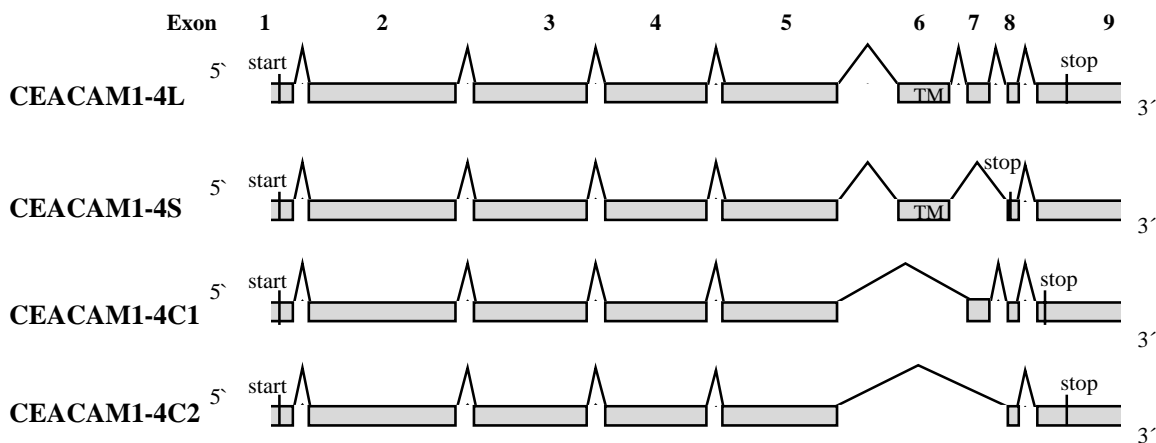 Exon 1 2 3 4 5 6 7 8 9
5` start stop
CEACAM1-4L TM 3´
5` start stop
CEACAM1-4S TM 3´
5` start stop
CEACAM1-4C1 3´
5` start stop
CEACAM1-4C2 3´